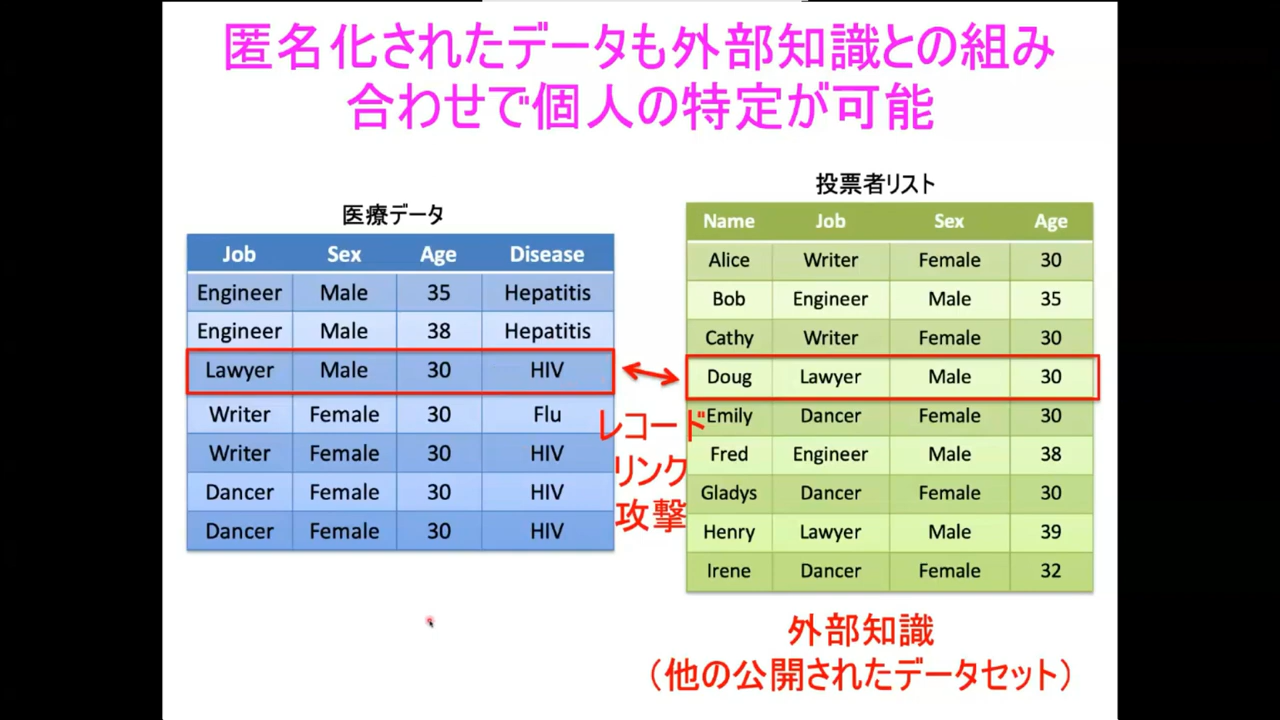 匿名化されたデータも外部知識との組み
合わせで個人の特定が可能
医療データ
Job Sex Age Disease
Engineer Male 35 Hepatitis
Engineer Male 38 Hepatitis
Lawyer Male 30 HIV
Writer Female 30 Flu
Writer Female 30 HIV
Dancer Female 30 HIV
Dancer Female 30 HIV
レコード
リンク
攻撃
投票者リスト
Name Job Sex Age
Alice Writer Female 30
Bob Engineer Male 35
Cathy Writer Female 30
Doug Lawyer Male 30
Emily Dancer Female 30
Fred Engineer Male 38
Gladys Dancer Female 30
Henry Lawyer Male 39
Irene Dancer Female 32
外部知識
（他の公開されたデータセット）